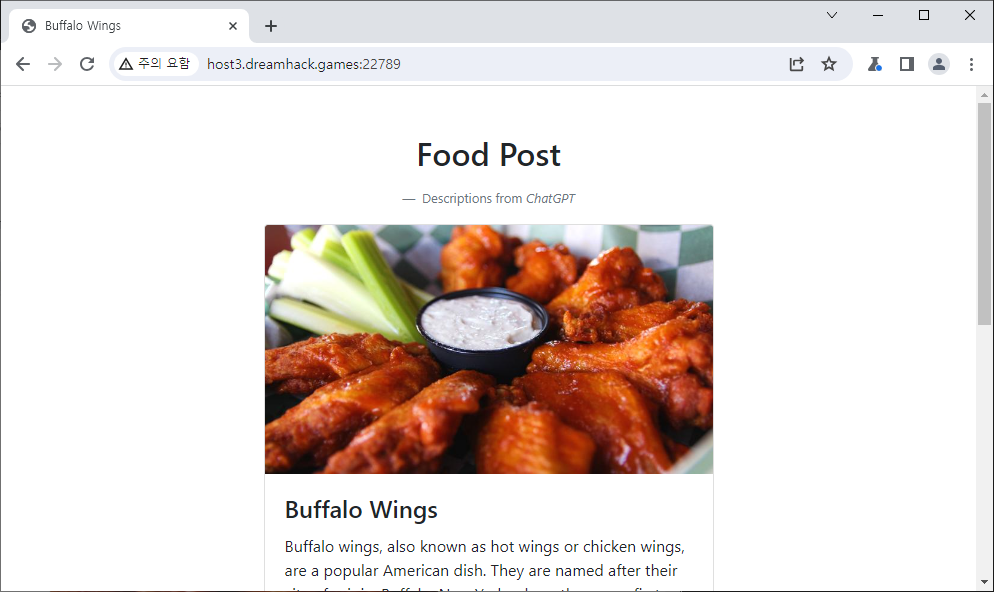 Buffalo Wings
주의 요함
host3.dreamhack.games:22789
Food Post
— Descriptions from ChatGPT
Buffalo Wings
Buffalo wings, also known as hot wings or chicken wings,
are a popular American dish. They are named after their